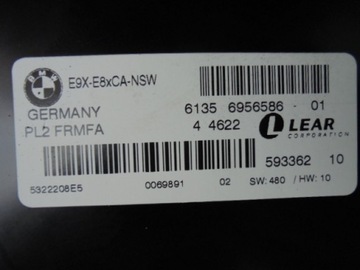 BMW
E9X-E8xCA-NSW
GERMANY 6135 6956586 - 01
PL2 FRMFA 4 4622 L LEAR
CORPORATION
593362 10
5322208E5 0069891 02 SW: 480 / HW: 10